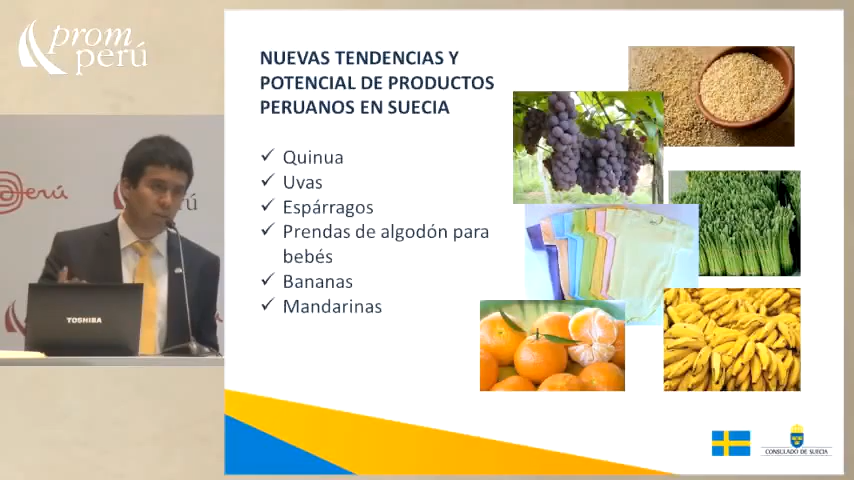 prom
perú
NUEVAS TENDENCIAS Y
POTENCIAL DE PRODUCTOS
PERUANOS EN SUECIA
✓ Quinua
✓ Uvas
✓ Espárragos
✓ Prendas de algodón para
bebés
✓ Bananas
✓ Mandarinas
Perú
ú
TOSHIBA
CONSULADO DE SUECIA